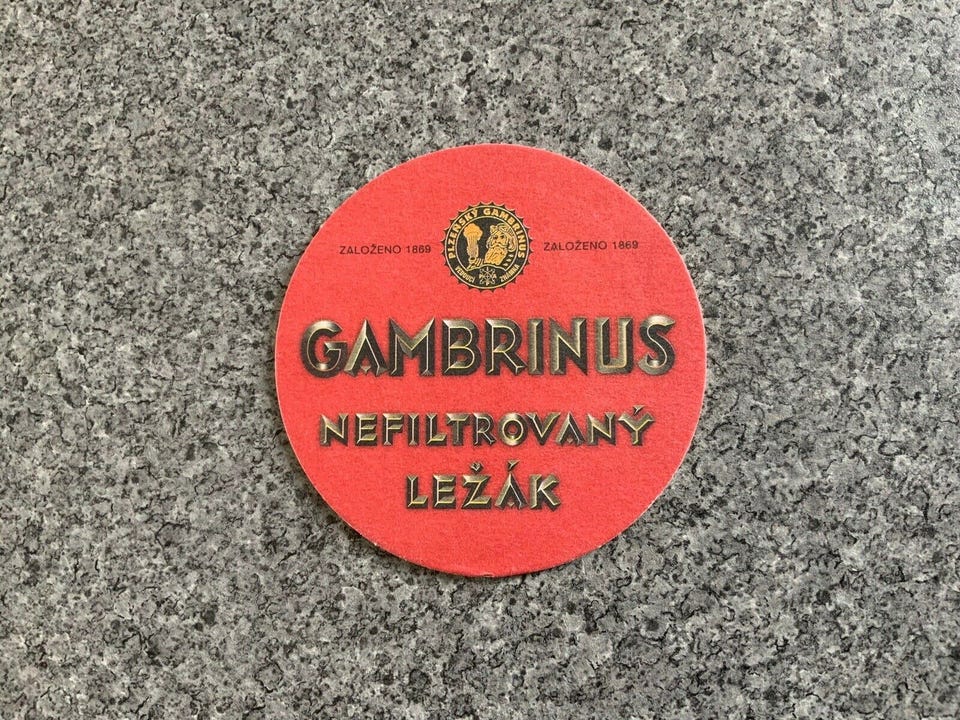 PLZEŇSKÝ GAMBRINUS
ZALOŽENO 1869
ZALOŽENO 1869
GAMBRINUS
NEFILTROVANÝ
LEŽÁK